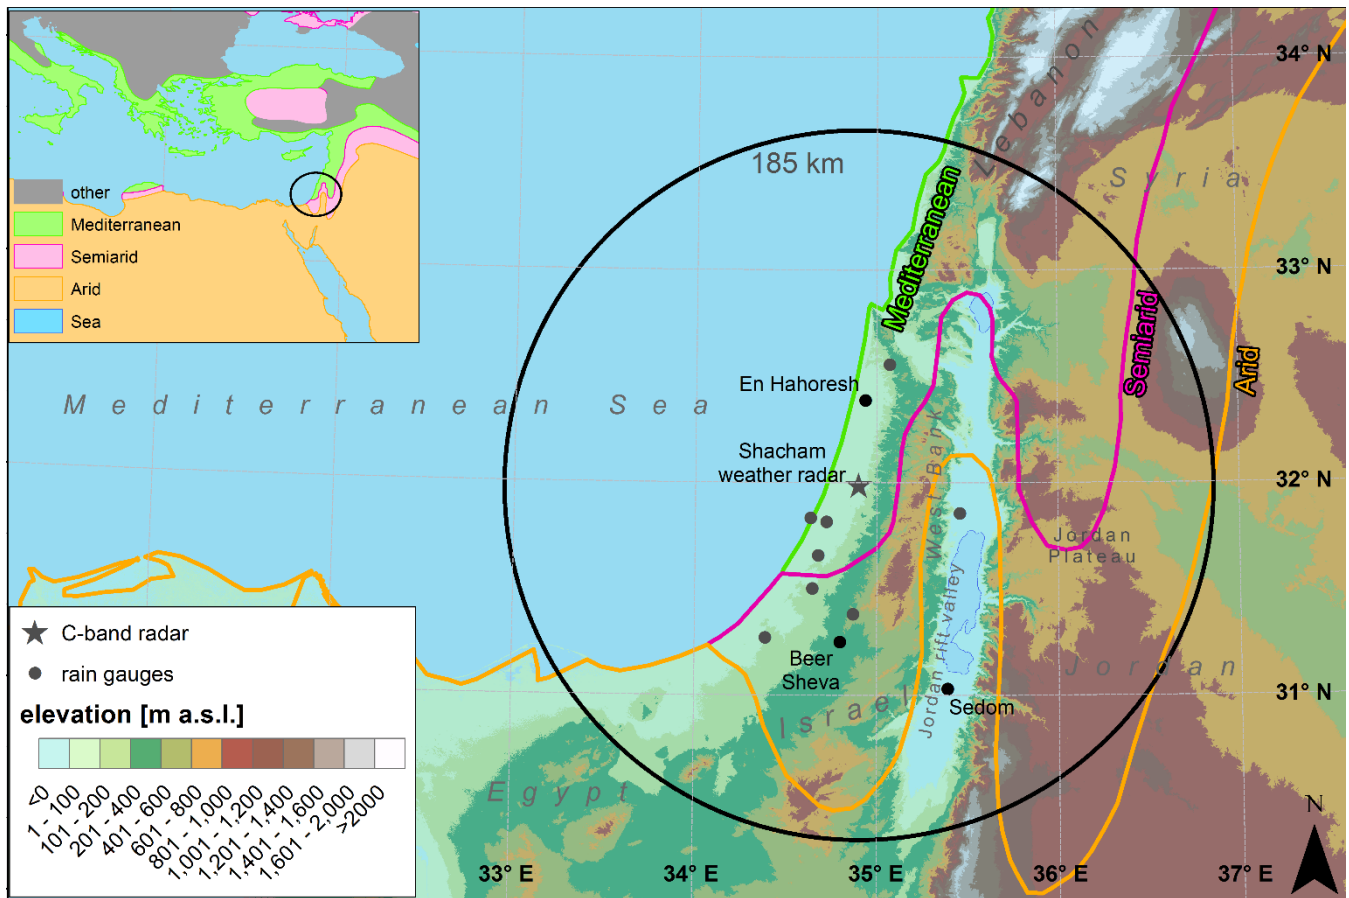 other
Mediterranean
Semiarid
Arid
Sea
185 km
Lebanon
Syria
34° N
33° N
32° N
31° N
Mediterranean
Semiarid
Arid
Mediterranean Sea
En Hahoresh
Shacham
weather radar
West Bank
Jordan
Plateau
Jordan rift valley
Jordan
Beer
Sheva
Sedom
Israel
Egypt
C-band radar
rain gauges
elevation [m a.s.l.]
<0
1 - 100
101 - 200
201 - 400
401 - 600
601 - 800
801 - 1,000
1,001 - 1,200
1,201 - 1,400
1,401 - 1,600
1,601 - 2,000
>2000
33° E
34° E
35° E
36° E
37° E
N